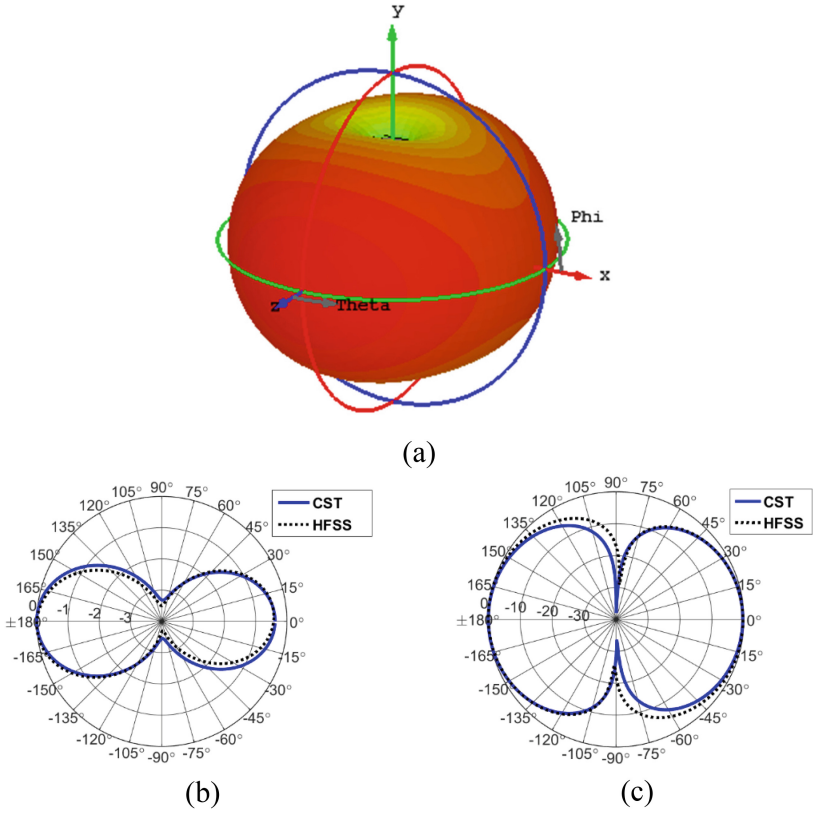 Y
Phi
x
z
Theta
(a)
90°
105° 75°
120° 60°
135° 45°
150° 30°
165 15°
0 -1 -2 -3
±180° 0°
-165 -15°
-150° -30°
-135° -45°
-120° -60°
-105° -90° -75°
CST
HFSS
(b)
90°
105° 75°
120° 60°
135° 45°
150° 30°
165 15°
0 -10 -20 -30
±180° 0°
-165 -15°
-150° -30°
-135° -45°
-120° -60°
-105° -90° -75°
CST
HFSS
(c)